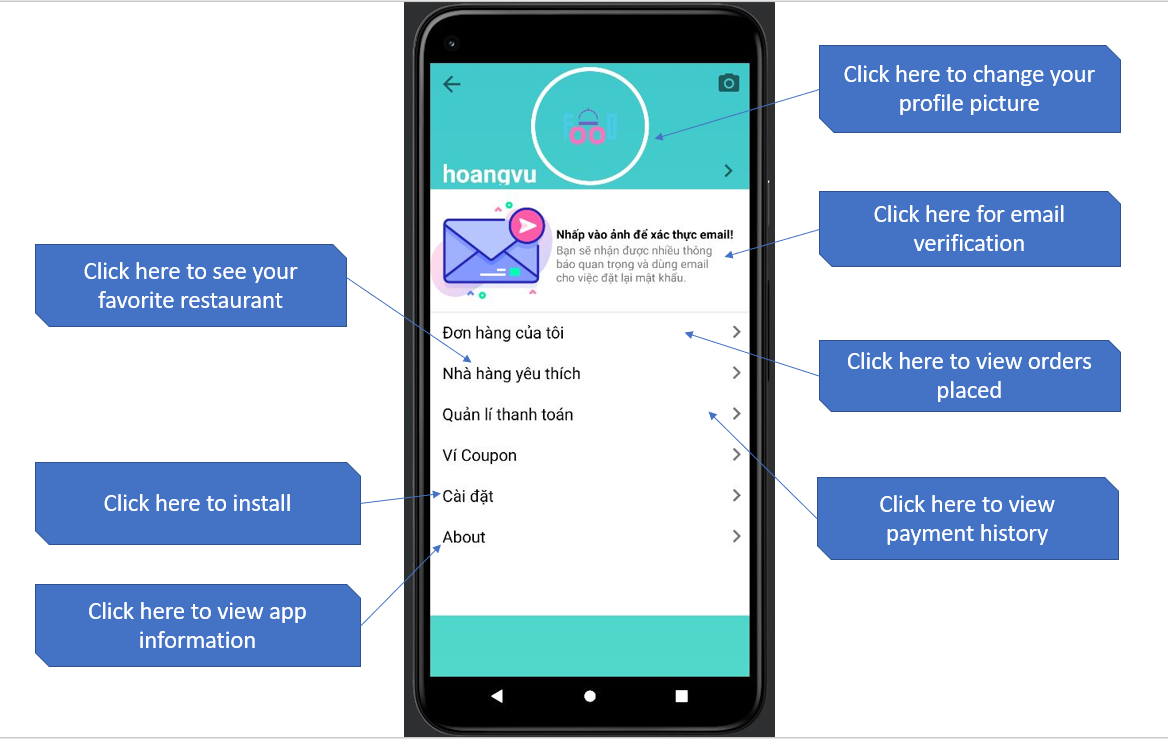 Click here to change your
profile picture
hoangvu
Click here for email
verification
Nhấp vào ảnh để xác thực email!
Bạn sẽ nhận được nhiều thông
báo quan trọng và dùng email
cho việc đặt lại mật khẩu.
Click here to see your
favorite restaurant
Đơn hàng của tôi
Nhà hàng yêu thích
Quản lí thanh toán
Ví Coupon
Cài đặt
About
Click here to view orders
placed
Click here to install
Click here to view
payment history
Click here to view app
information